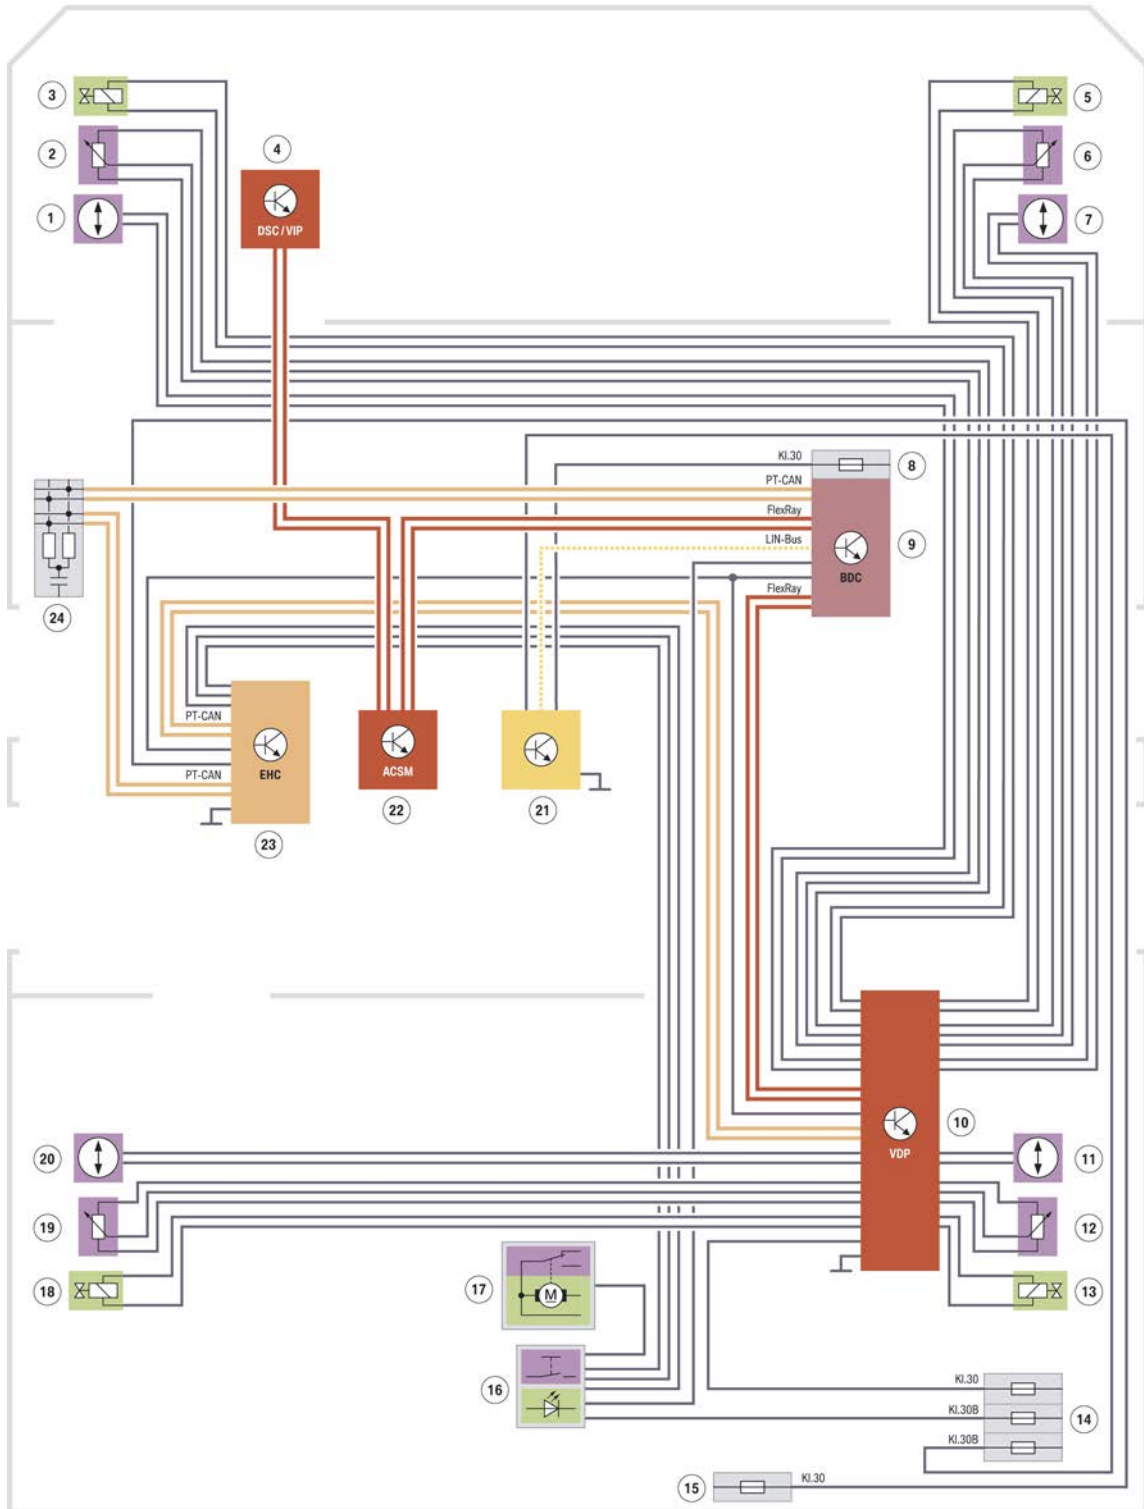 3
5
2
4
6
DSC/VIP
1
7
Kl.30
8
PT-CAN
FlexRay
9
LIN-Bus
BDC
FlexRay
24
PT-CAN
EHC
ACSM
PT-CAN
22
21
23
10
VDP
20
11
19
12
18
17
M
13
16
Kl.30
Kl.30B
14
Kl.30B
15
Kl.30